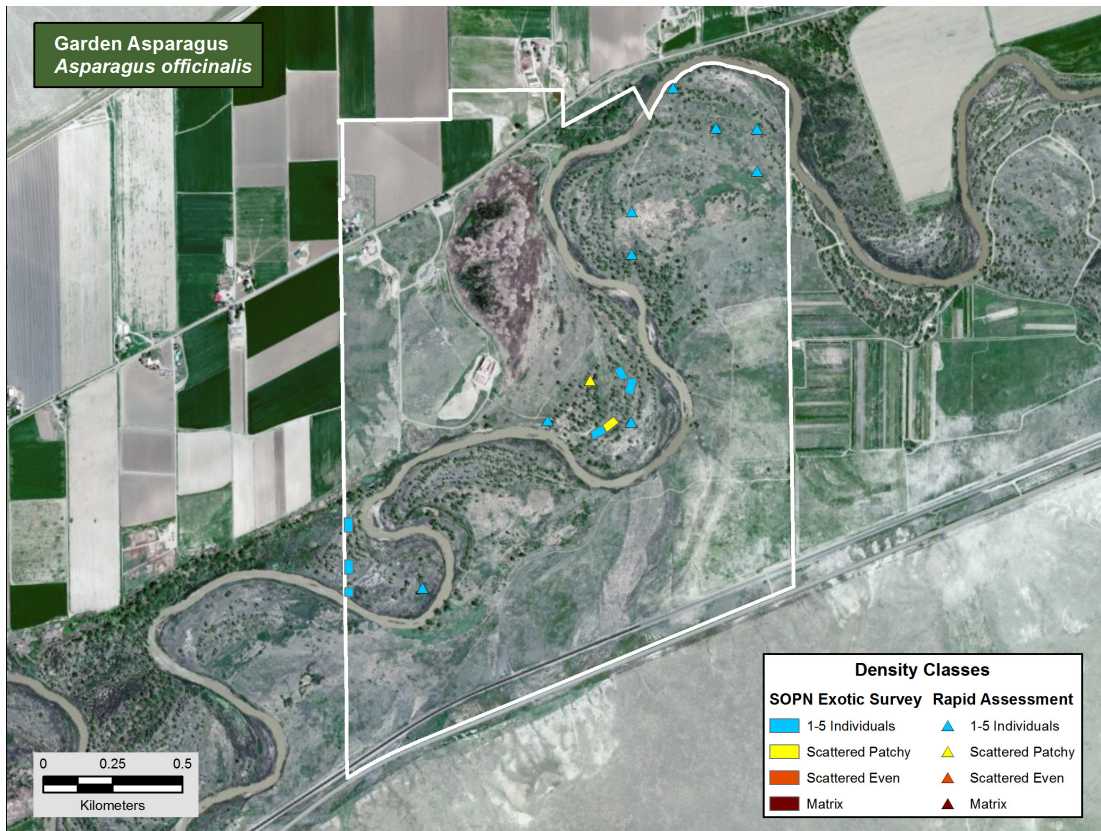 Garden Asparagus
Asparagus officinalis
Density Classes
SOPN Exotic Survey Rapid Assessment
1-5 Individuals 1-5 Individuals
Scattered Patchy Scattered Patchy
Scattered Even Scattered Even
Matrix Matrix
0 0.25 0.5
Kilometers